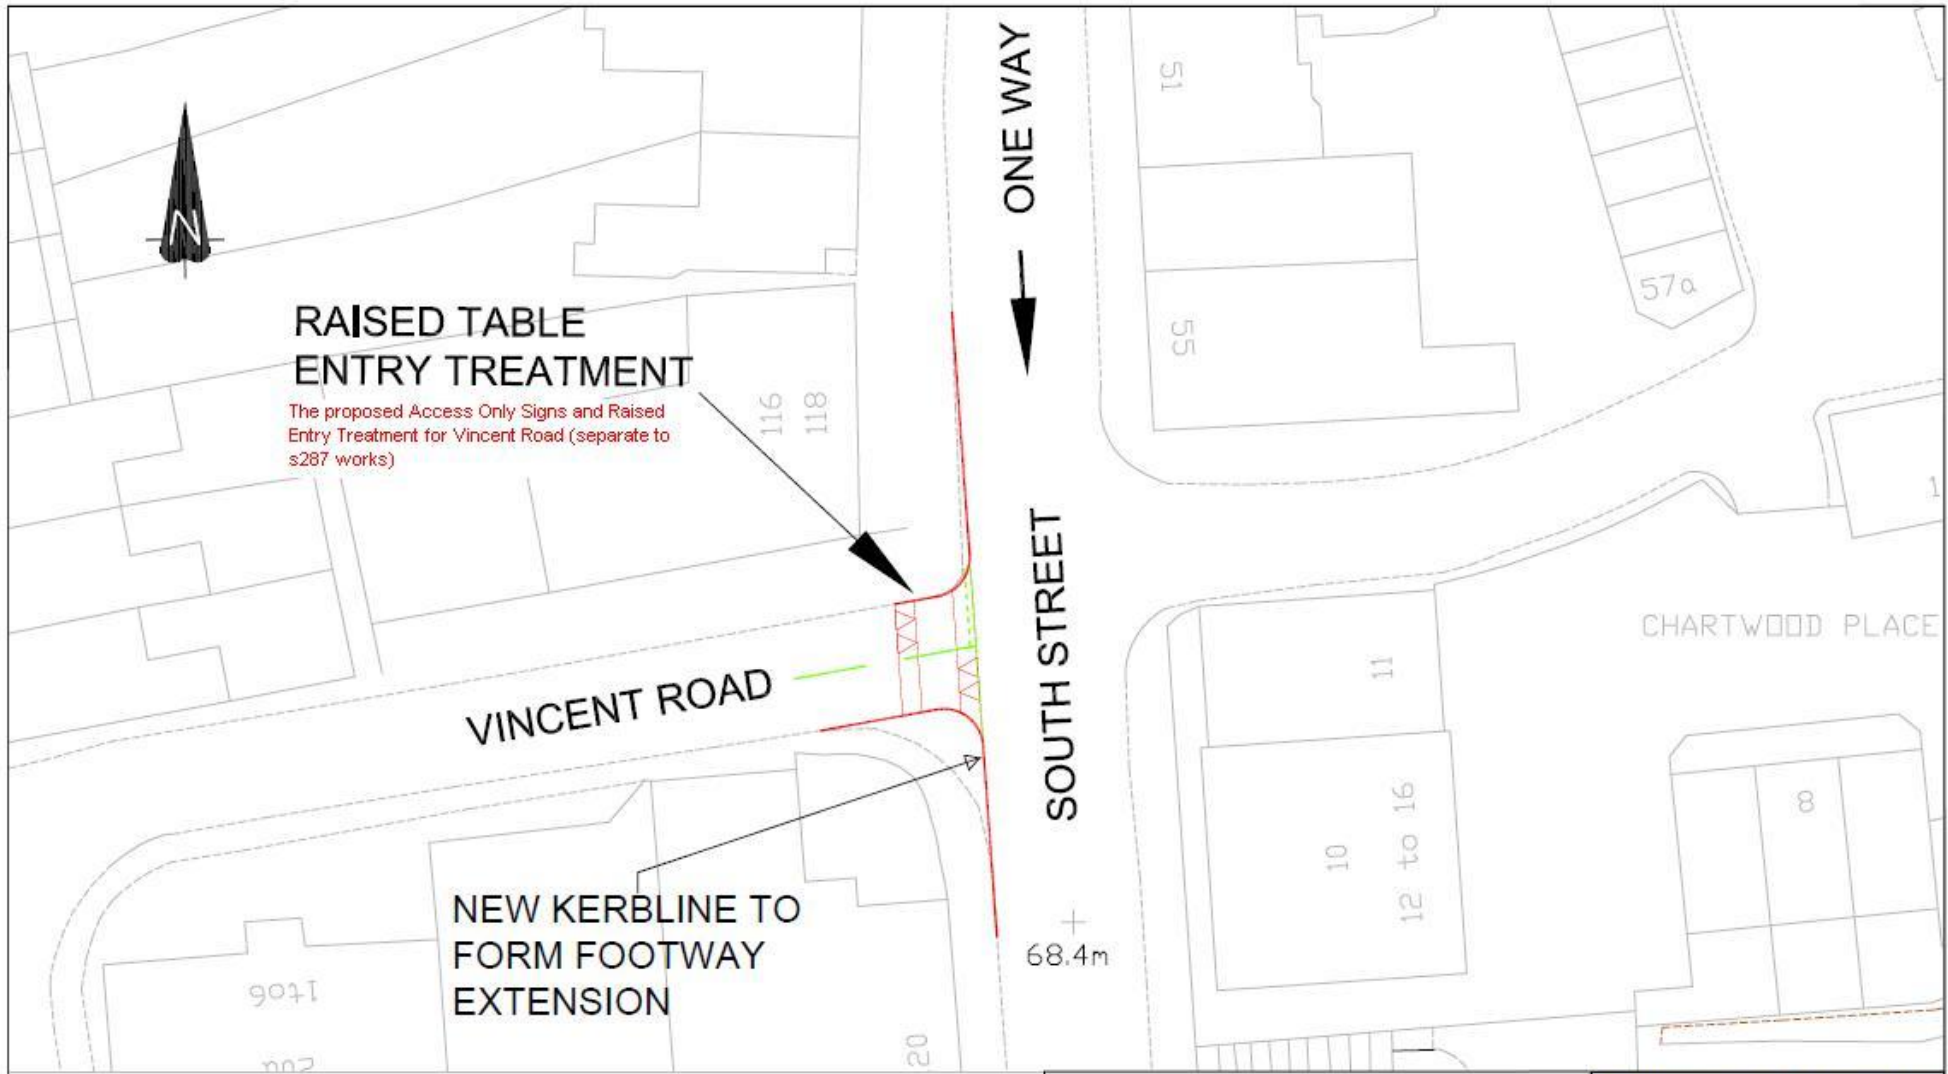 ONE WAY
51
N
57a
RAISED TABLE
ENTRY TREATMENT
The proposed Access Only Signs and Raised
Entry Treatment for Vincent Road (separate to
s287 works)
55
116
118
SOUTH STREET
CHARTWOOD PLACE
11
VINCENT ROAD
8
10
12 to 16
NEW KERBLINE TO
FORM FOOTWAY
EXTENSION
68.4m
1to6
20